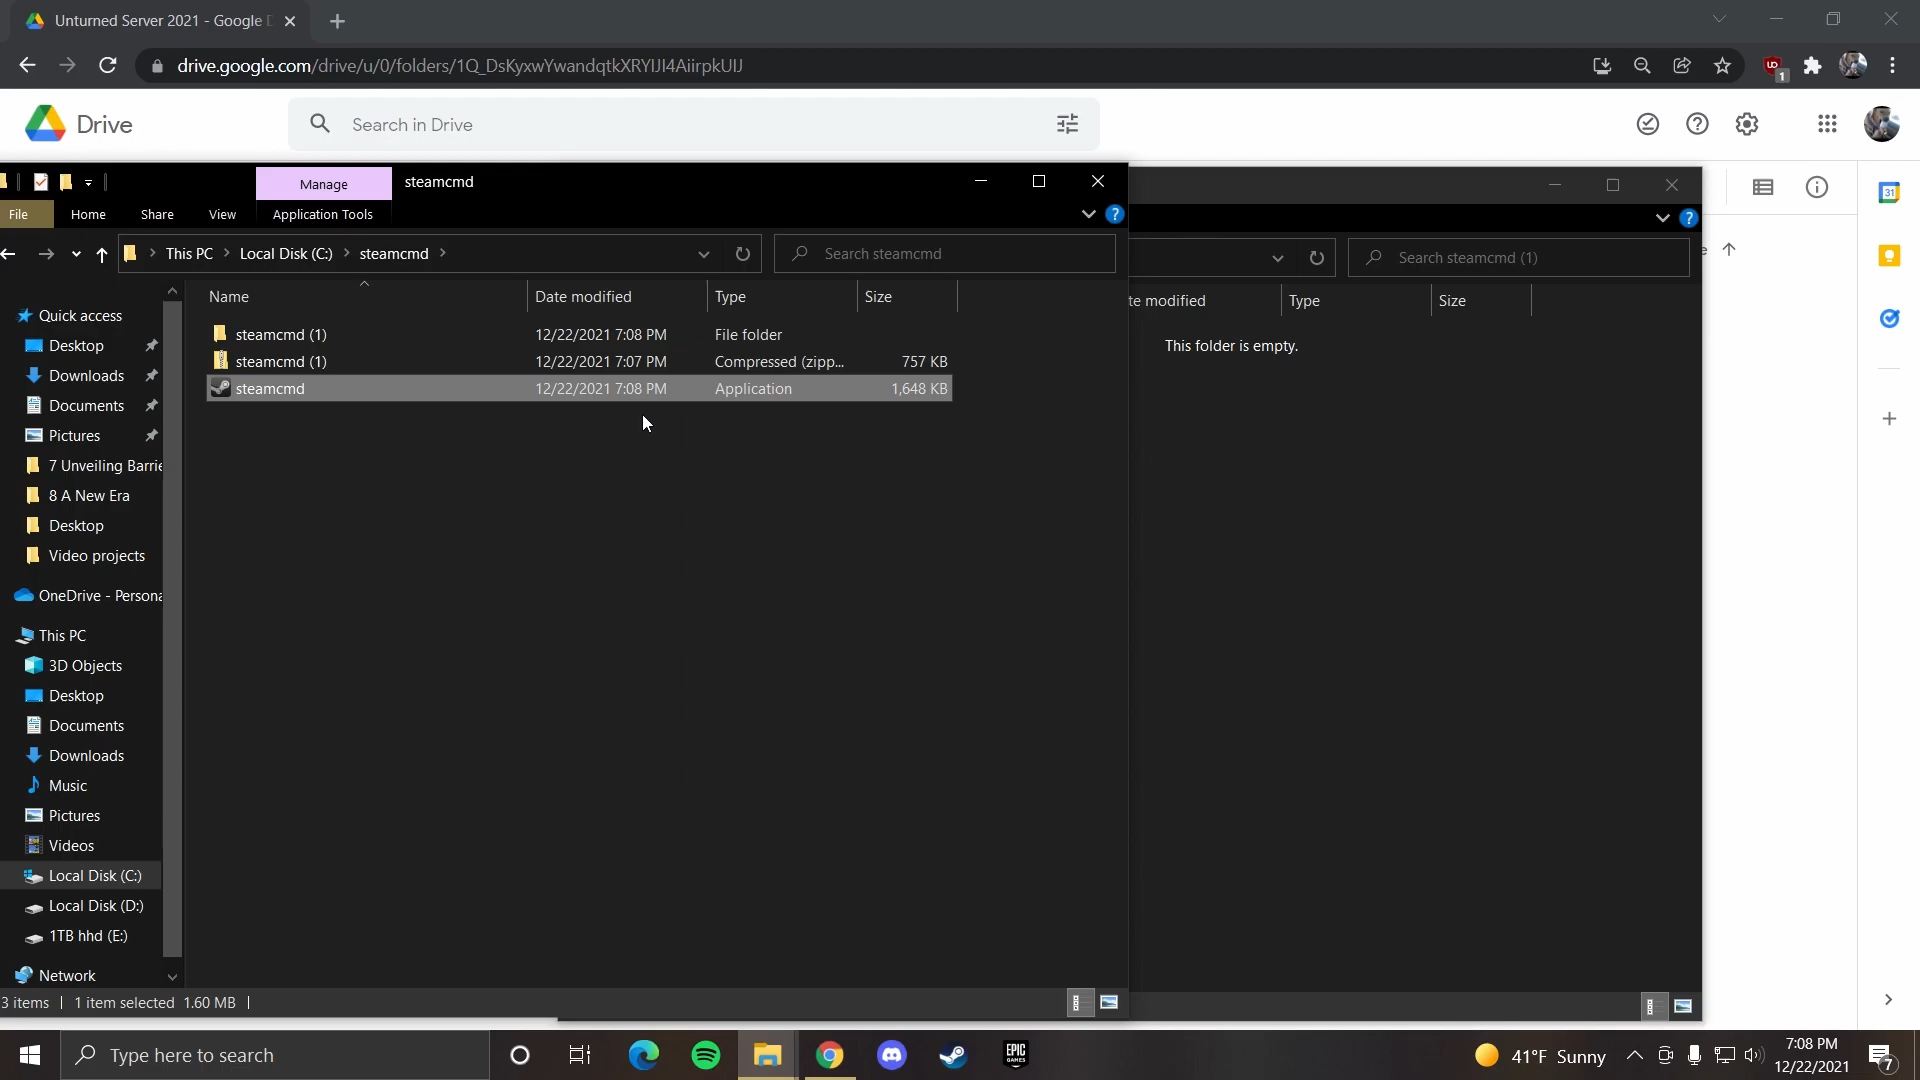 Unturned Server 2021 - Google
drive.google.com/drive/u/0/folders/1Q_DsKyxwYwandqtkXRYIJI4AiirpkUIJ
1
Drive
Search in Drive
Manage
steamcmd
File
Home
Share
View
Application Tools
This PC
Local Disk (C:)
steamcmd
Search steamcmd
Search steamcmd (1)
Name
Date modified
Type
Size
te modified
Type
Size
steamcmd (1)
12/22/2021 7:08 PM
File folder
This folder is empty.
steamcmd (1)
12/22/2021 7:07 PM
Compressed (zipp...
757 KB
steamcmd
12/22/2021 7:08 PM
Application
1,648 KB
Quick access
Desktop
Downloads
Documents
Pictures
7 Unveiling Barrie
8 A New Era
Desktop
Video projects
OneDrive - Persona
This PC
3D Objects
Desktop
Documents
Downloads
Music
Pictures
Videos
Local Disk (C:)
Local Disk (D:)
1TB hhd (E:)
Network
3 items
1 item selected 1.60 MB
31
Type here to search
EPIC
GAMES
41°F Sunny
7:08 PM
12/22/2021
7